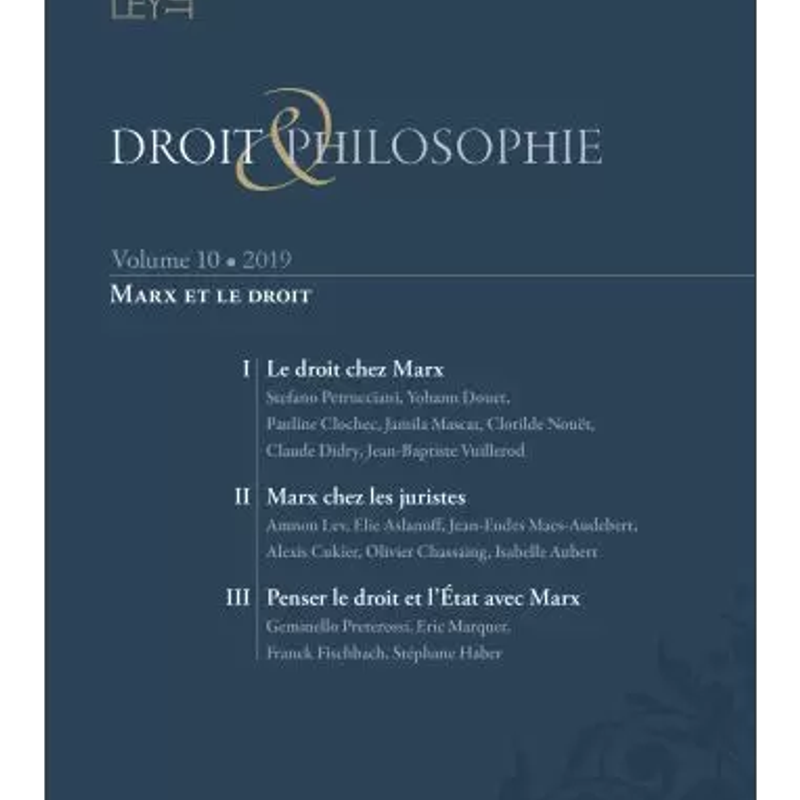 DROIT & PHILOSOPHIE
Volume 10 • 2019
MARX ET LE DROIT
I Le droit chez Marx
Stefano Petrucciani, Yohann Douet,
Pauline Clochec, Jamila Mascat, Clotilde Nouët,
Claude Didry, Jean-Baptiste Vuillerod
II Marx chez les juristes
Amnon Lev, Elie Aslanoff, Jean-Eudes Maes-Audebert,
Alexis Cukier, Olivier Chassaing, Isabelle Aubert
III Penser le droit et l'État avec Marx
Geminello Preterossi, Eric Marquer,
Franck Fischbach, Stéphane Haber